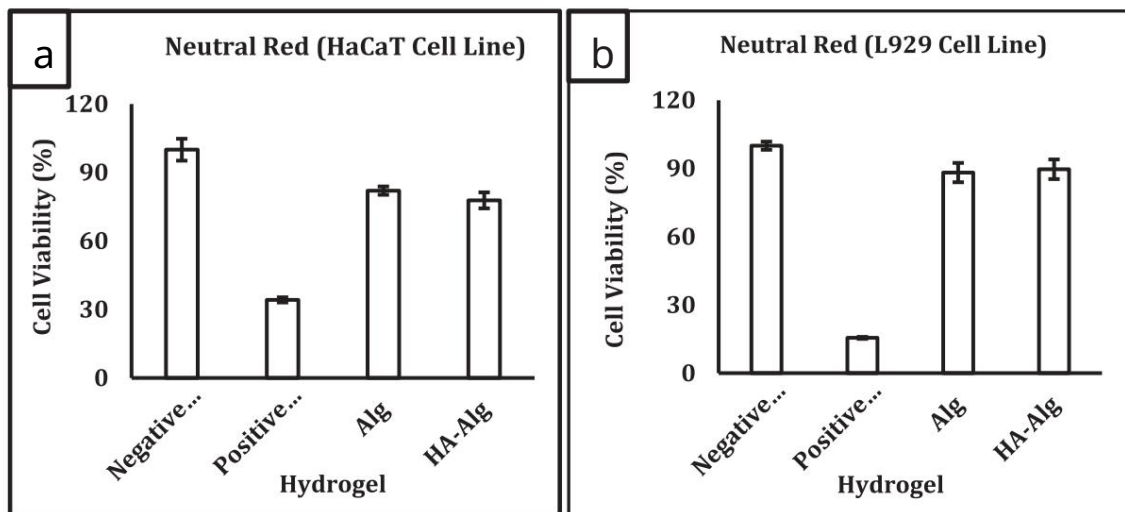 a
Neutral Red (HaCaT Cell Line)
Cell Viability (%)
120
90
60
30
0
Negative...
Positive...
Alg
HA-Alg
Hydrogel
b
Neutral Red (L929 Cell Line)
Cell Viability (%)
120
90
60
30
0
Negative...
Positive...
Alg
HA-Alg
Hydrogel